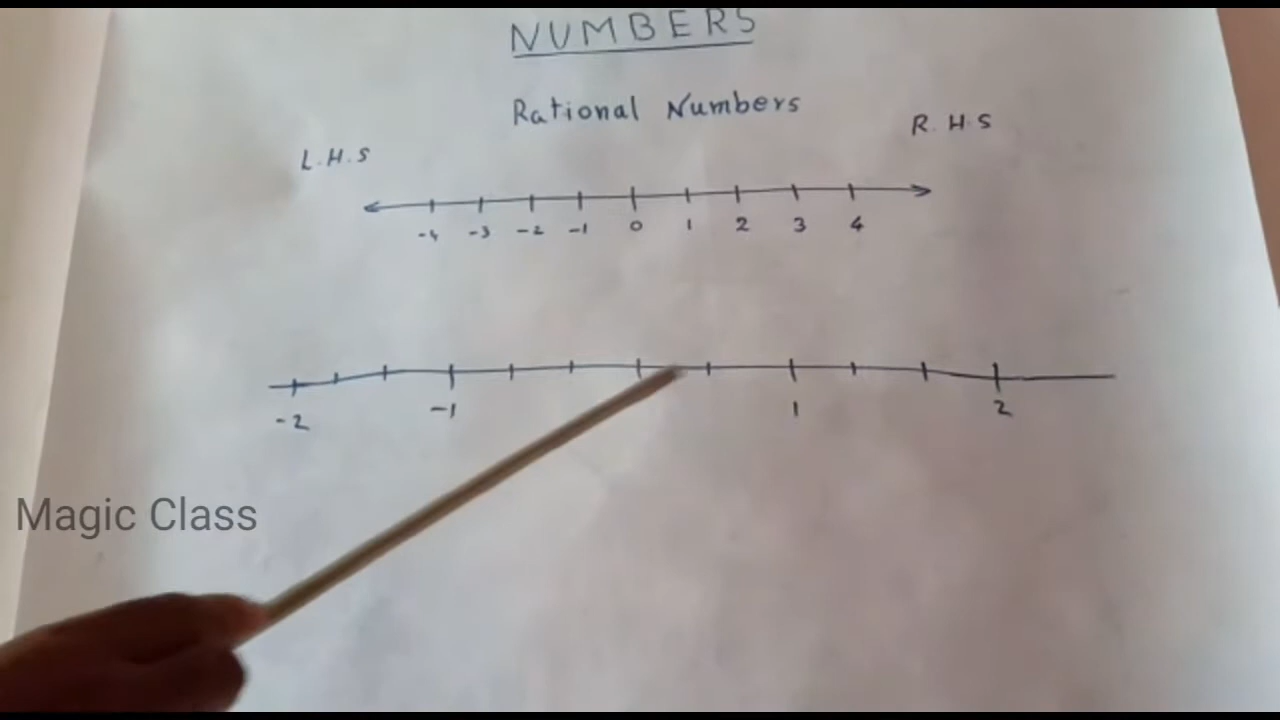 NUMBERS
Rational Numbers
L.H.S
R.H.S
-4 -3 -2 -1 0 1 2 3 4
-2 -1 1 2
Magic Class